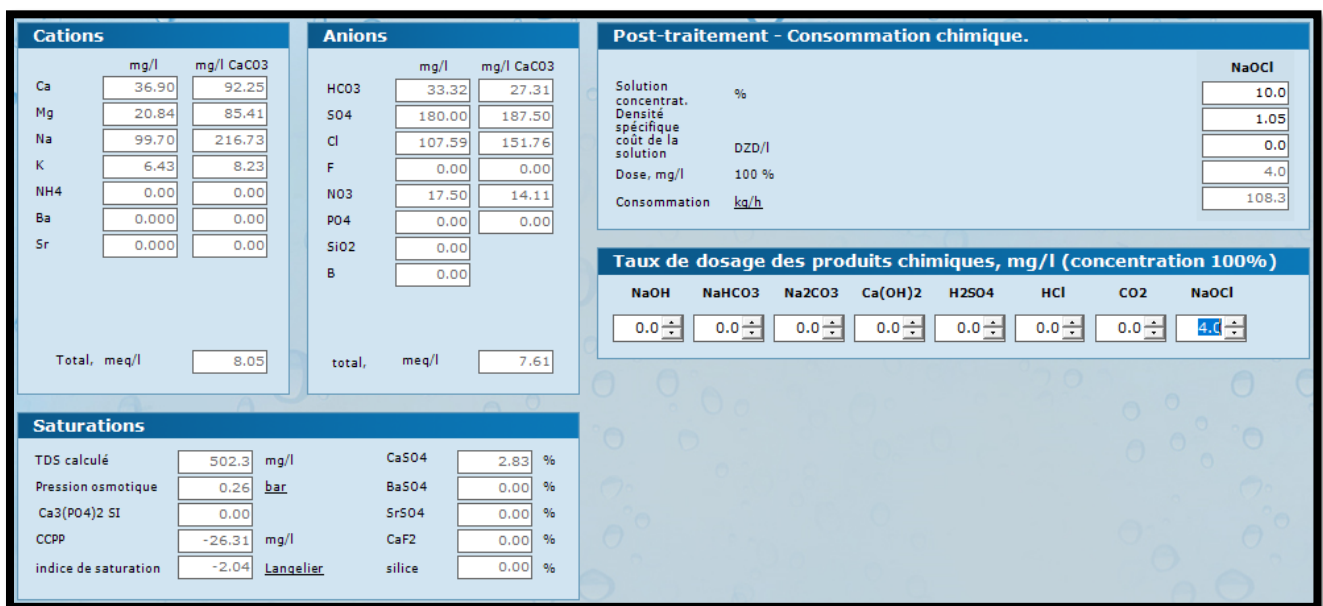 Cations
mg/l mg/l CaCO3
Ca 36.90 92.25
Mg 20.84 85.41
Na 99.70 216.73
K 6.43 8.23
NH4 0.00 0.00
Ba 0.000 0.00
Sr 0.000 0.00
Total, meq/l 8.05
Anions
mg/l mg/l CaCO3
HCO3 33.32 27.31
SO4 180.00 187.50
Cl 107.59 151.76
F 0.00 0.00
NO3 17.50 14.11
PO4 0.00 0.00
SiO2 0.00
B 0.00
total, meq/l 7.61
Post-traitement - Consommation chimique.
NaOCl
Solution
concentrat. % 10.0
Densité
spécifique 1.05
coût de la
solution DZD/l 0.0
Dose, mg/l 100 % 4.0
Consommation kg/h 108.3
Taux de dosage des produits chimiques, mg/l (concentration 100%)
NaOH NaHCO3 Na2CO3 Ca(OH)2 H2SO4 HCl CO2 NaOCl
0.0 0.0 0.0 0.0 0.0 0.0 0.0 4.0
Saturations
TDS calculé 502.3 mg/l CaSO4 2.83 %
Pression osmotique 0.26 bar BaSO4 0.00 %
Ca3(PO4)2 SI 0.00 SrSO4 0.00 %
CCPP -26.31 mg/l CaF2 0.00 %
indice de saturation -2.04 Langelier silice 0.00 %